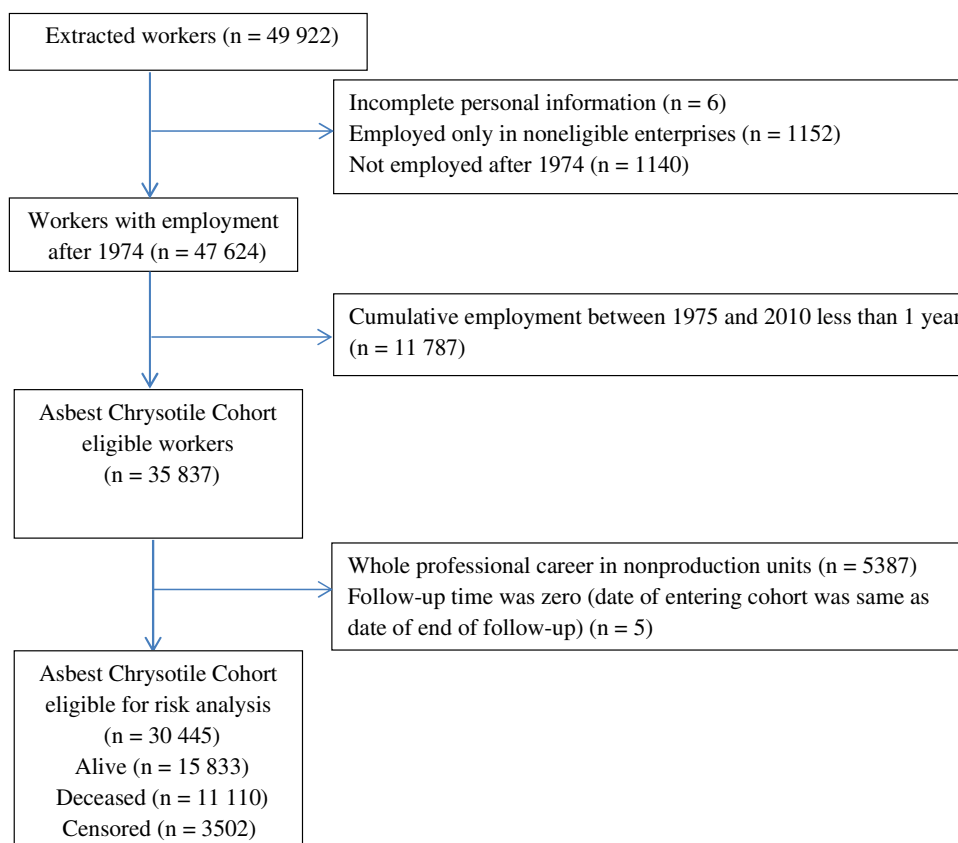 Extracted workers (n = 49 922)
Incomplete personal information (n = 6)
Employed only in noneligible enterprises (n = 1152)
Not employed after 1974 (n = 1140)
Workers with employment
after 1974 (n = 47 624)
Cumulative employment between 1975 and 2010 less than 1 year
(n = 11 787)
Asbest Chrysotile Cohort
eligible workers
(n = 35 837)
Whole professional career in nonproduction units (n = 5387)
Follow-up time was zero (date of entering cohort was same as
date of end of follow-up) (n = 5)
Asbest Chrysotile Cohort
eligible for risk analysis
(n = 30 445)
Alive (n = 15 833)
Deceased (n = 11 110)
Censored (n = 3502)